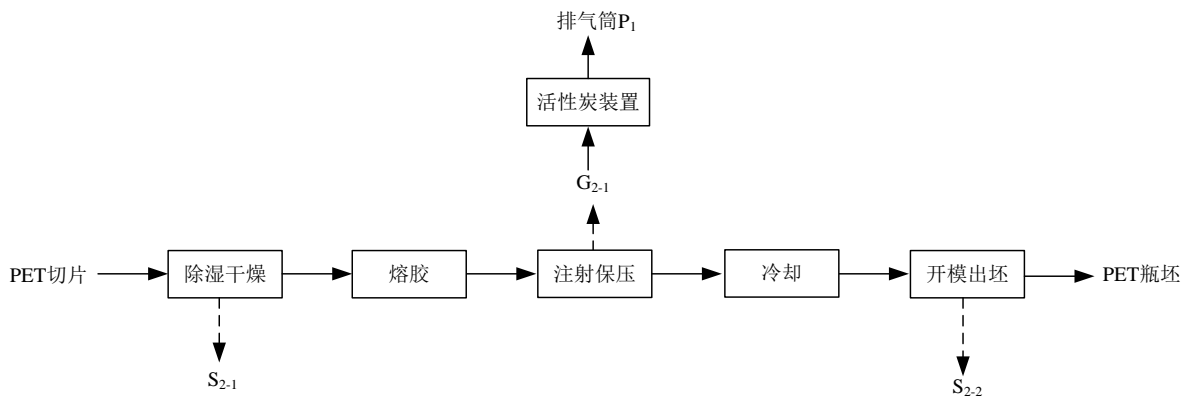 排气筒P₁
活性炭装置
G₂₋₁
PET切片
除湿干燥
熔胶
注射保压
冷却
开模出坯
PET瓶坯
S₂₋₁
S₂₋₂